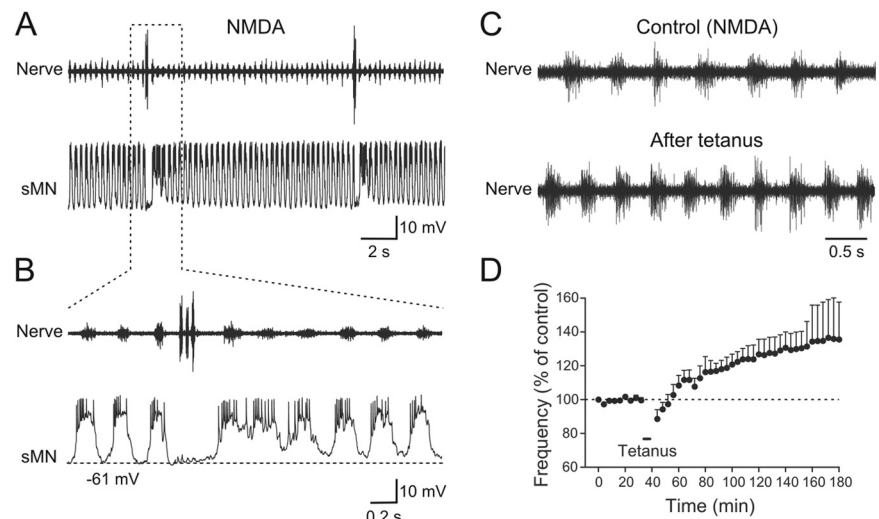 A
NMDA
Nerve
sMN
10 mV
2 s
B
Nerve
sMN
-61 mV
10 mV
0.2 s
C
Control (NMDA)
Nerve
After tetanus
Nerve
0.5 s
D
Frequency (% of control)
160
140
120
100
80
60
Tetanus
0 20 40 60 80 100 120 140 160 180
Time (min)